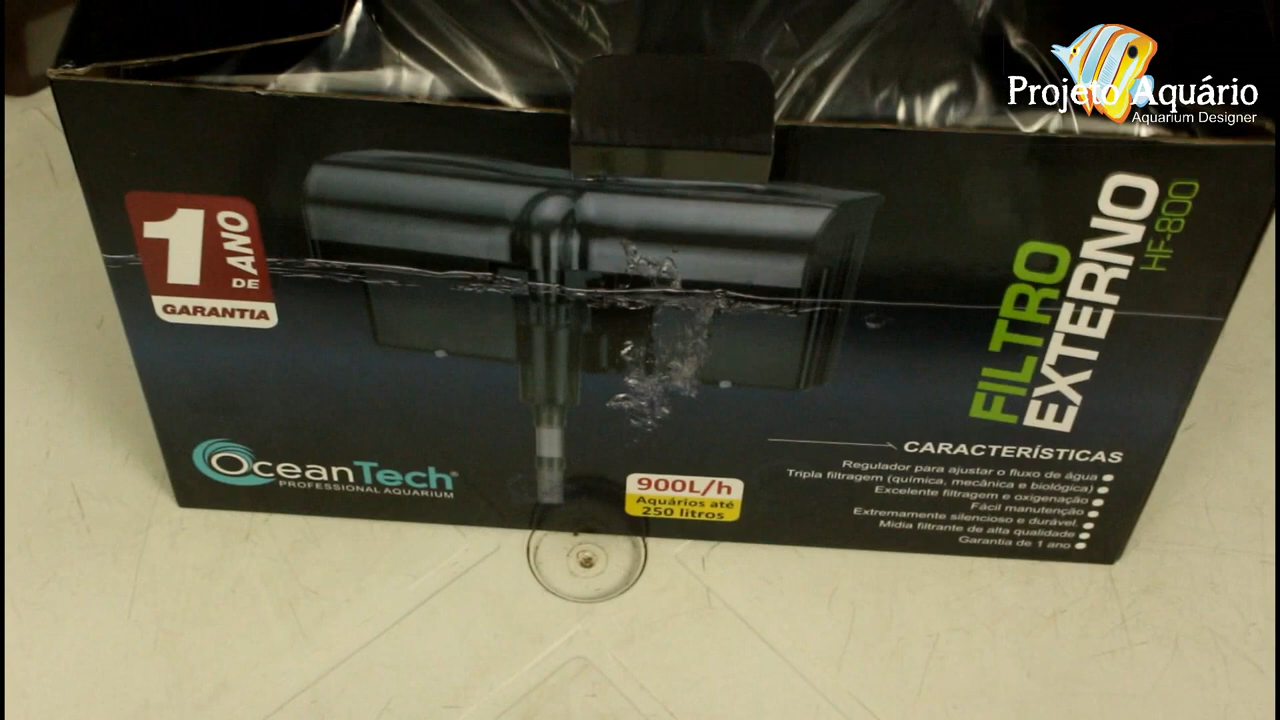 Projeto Aquário
Aquarium Designer
1
DE ANO
GARANTIA
FILTRO
EXTERNO
HF-800
OceanTech®
PROFESSIONAL AQUARIUM
900L/h
Aquários até
250 litros
CARACTERÍSTICAS
Regulador para ajustar o fluxo de água
Tripla filtragem (química, mecânica e biológica)
Excelente filtragem e oxigenação
Fácil manutenção
Extremamente silencioso e durável.
Mídia filtrante de alta qualidade
Garantia de 1 ano